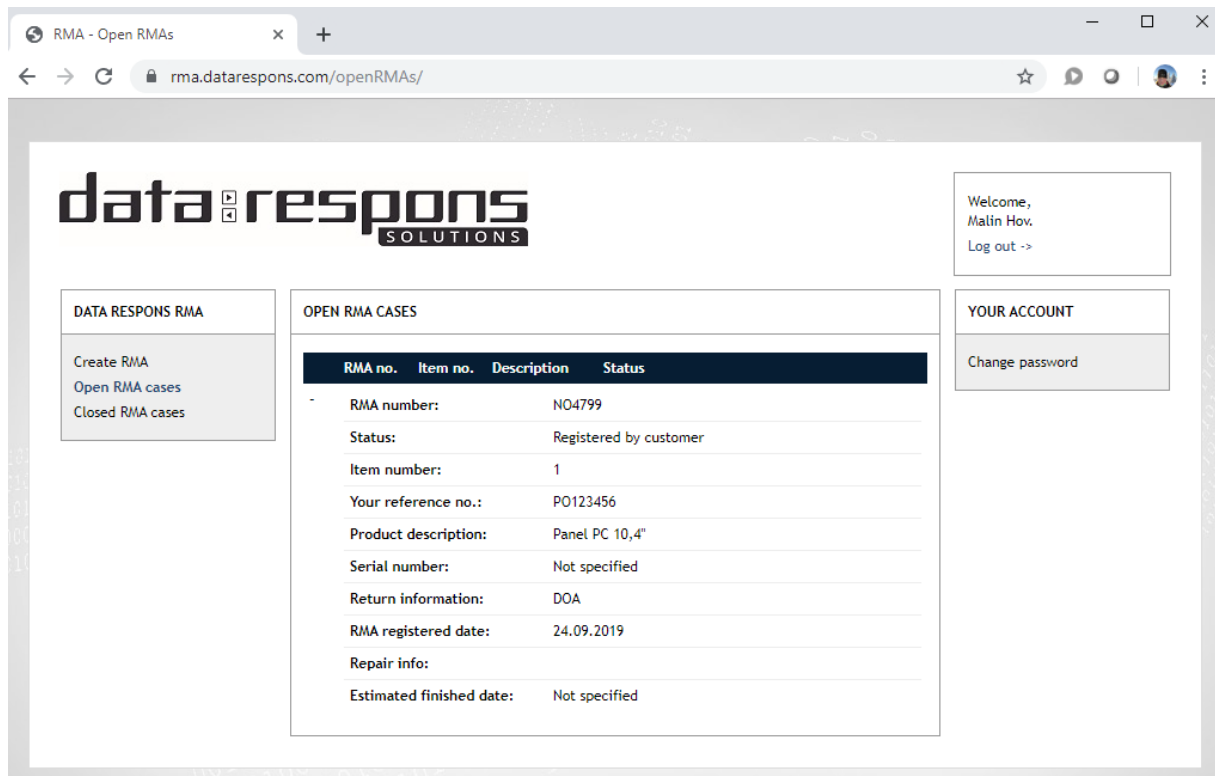 RMA - Open RMAs
rma.datarespons.com/openRMAs/
data respons
SOLUTIONS
Welcome,
Malin Hov.
Log out ->
DATA RESPONS RMA
Create RMA
Open RMA cases
Closed RMA cases
OPEN RMA CASES
RMA no. Item no. Description Status
- RMA number: NO4799
Status: Registered by customer
Item number: 1
Your reference no.: PO123456
Product description: Panel PC 10,4"
Serial number: Not specified
Return information: DOA
RMA registered date: 24.09.2019
Repair info:
Estimated finished date: Not specified
YOUR ACCOUNT
Change password